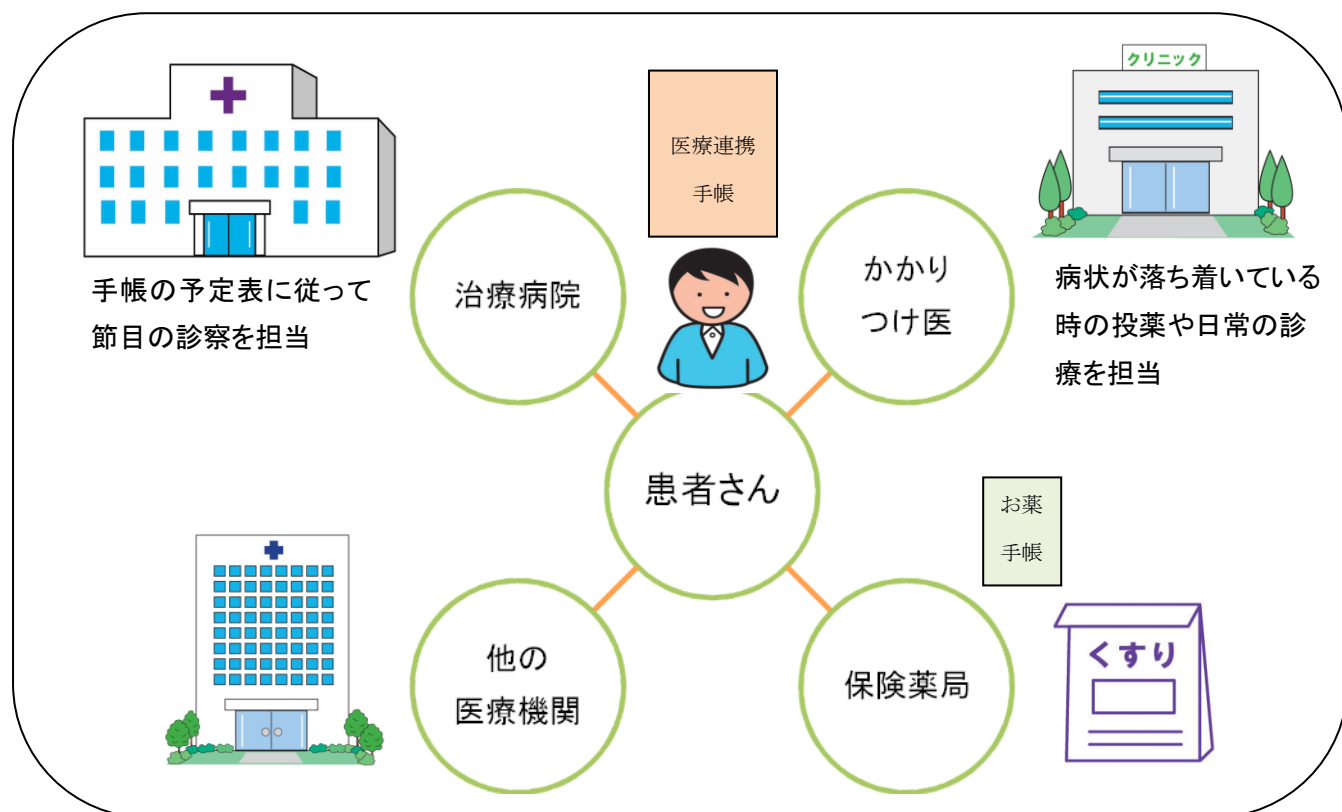 クリニック
医療連携
手帳
治療病院
かかり
つけ医
手帳の予定表に従って
節目の診察を担当
病状が落ち着いている
時の投薬や日常の診
療を担当
患者さん
お薬
手帳
他の
医療機関
保険薬局
くすり